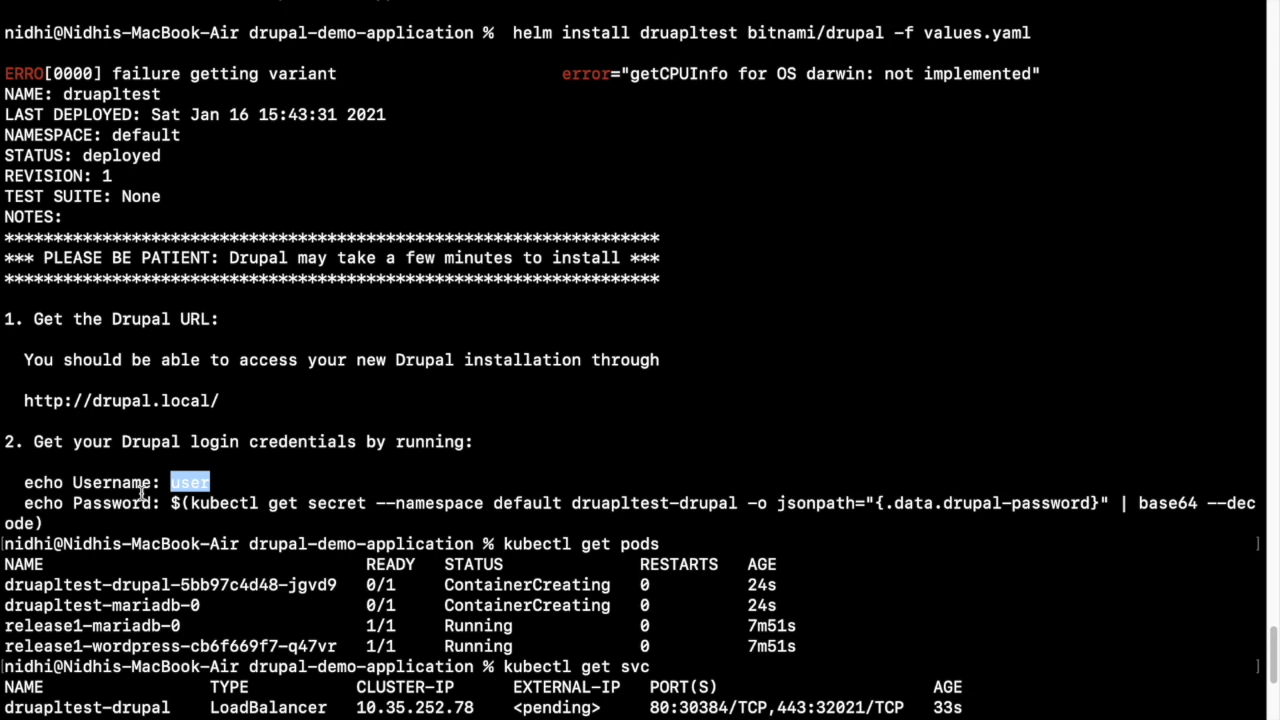 nidhi@Nidhis-MacBook-Air drupal-demo-application %  helm install druapltest bitnami/drupal -f values.yaml
ERRO[0000] failure getting variant                       error="getCPUInfo for OS darwin: not implemented"
NAME: druapltest
LAST DEPLOYED: Sat Jan 16 15:43:31 2021
NAMESPACE: default
STATUS: deployed
REVISION: 1
TEST SUITE: None
NOTES:
*******************************************************************
*** PLEASE BE PATIENT: Drupal may take a few minutes to install ***
*******************************************************************
1. Get the Drupal URL:
  You should be able to access your new Drupal installation through
  http://drupal.local/
2. Get your Drupal login credentials by running:
  echo Username: user
  echo Password: $(kubectl get secret --namespace default druapltest-drupal -o jsonpath="{.data.drupal-password}" | base64 --dec
ode)
[nidhi@Nidhis-MacBook-Air drupal-demo-application % kubectl get pods ]
NAME                                 READY   STATUS              RESTARTS   AGE
druapltest-drupal-5bb97c4d48-jgvd9   0/1     ContainerCreating   0          24s
druapltest-mariadb-0                 0/1     ContainerCreating   0          24s
release1-mariadb-0                   1/1     Running             0          7m51s
release1-wordpress-cb6f669f7-q47vr   1/1     Running             0          7m51s
[nidhi@Nidhis-MacBook-Air drupal-demo-application % kubectl get svc ]
NAME                 TYPE           CLUSTER-IP      EXTERNAL-IP   PORT(S)                      AGE
druapltest-drupal    LoadBalancer   10.35.252.78    <pending>     80:30384/TCP,443:32021/TCP   33s